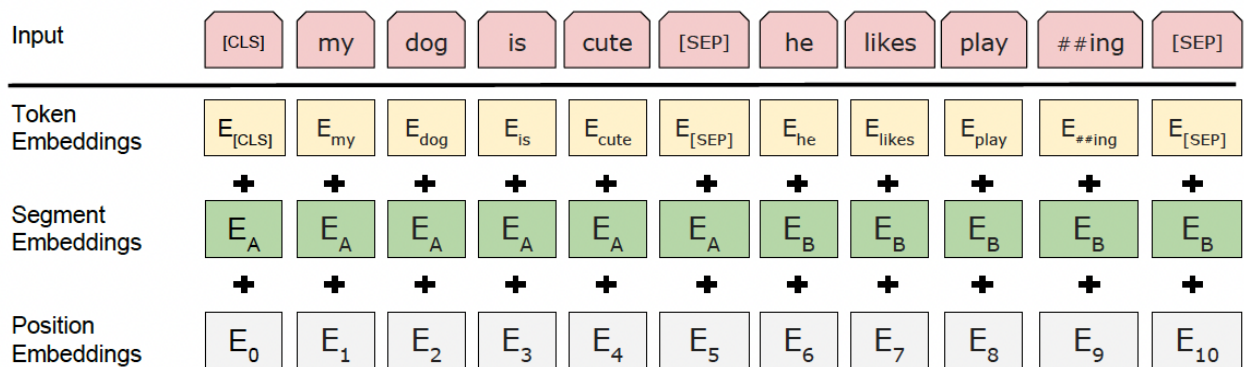 Input [CLS] my dog is cute [SEP] he likes play ##ing [SEP]
Token
Embeddings
E[CLS] Emy Edog Eis Ecute E[SEP] Ehe Elikes Eplay E##ing E[SEP]
+ + + + + + + + + + +
Segment
Embeddings
EA EA EA EA EA EA EB EB EB EB EB
+ + + + + + + + + + +
Position
Embeddings
E0 E1 E2 E3 E4 E5 E6 E7 E8 E9 E10